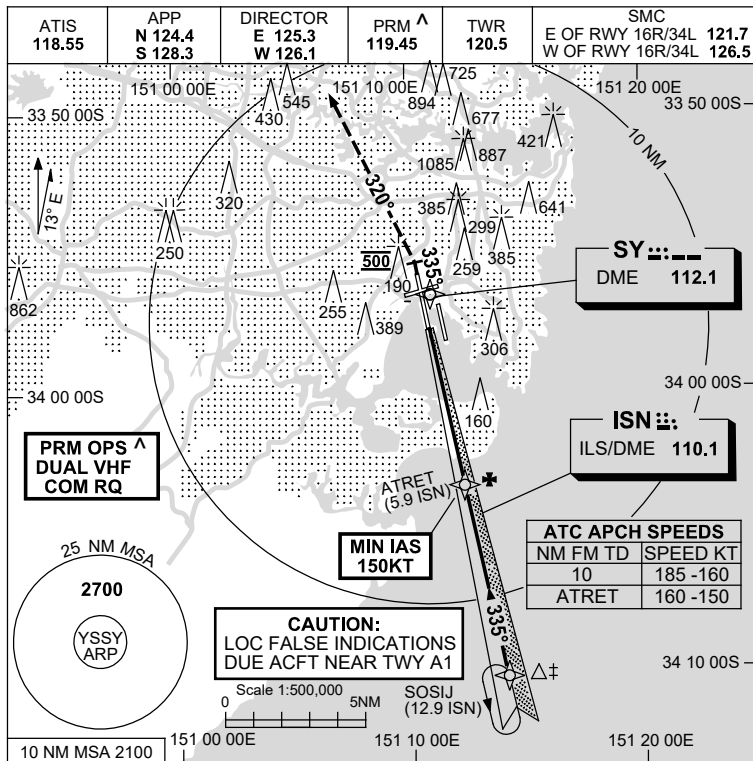 ATIS
118.55
APP
N 124.4
S 128.3
DIRECTOR
E 125.3
W 126.1
PRM ^
119.45
TWR
120.5
SMC
E OF RWY 16R/34L 121.7
W OF RWY 16R/34L 126.5
151 00 00E
151 10 00E
151 20 00E
33 50 00S
33 50 00S
545
430
894
725
677
421
10 NM
1085
887
13° E
320
320°
385
641
250
299
385
335°
259
500
190
SY
DME 112.1
862
255
389
306
34 00 00S
34 00 00S
160
ISN
ILS/DME 110.1
PRM OPS ^
DUAL VHF
COM RQ
ATRET
(5.9 ISN)
MIN IAS
150KT
ATC APCH SPEEDS
NM FM TD SPEED KT
10 185 -160
ATRET 160 -150
25 NM MSA
2700
YSSY
ARP
CAUTION:
LOC FALSE INDICATIONS
DUE ACFT NEAR TWY A1
335°
34 10 00S
Scale 1:500,000
0 5NM
SOSIJ
(12.9 ISN)
‡
10 NM MSA 2100
151 00 00E
151 10 00E
151 20 00E